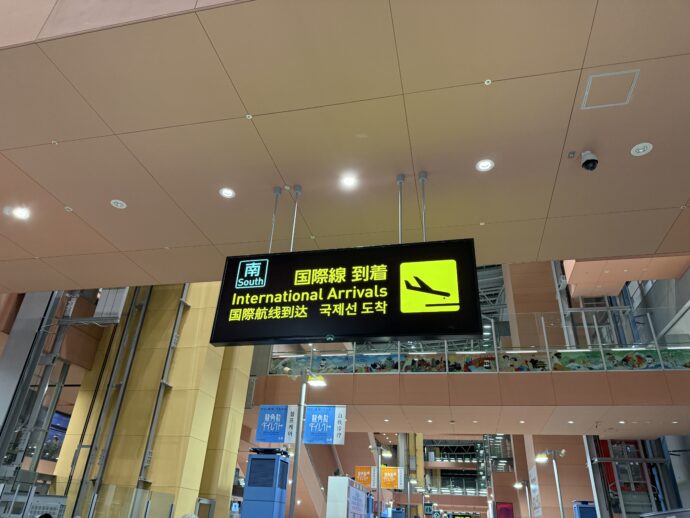 南
South
国際線 到着
International Arrivals
国际航线到达 국제선 도착